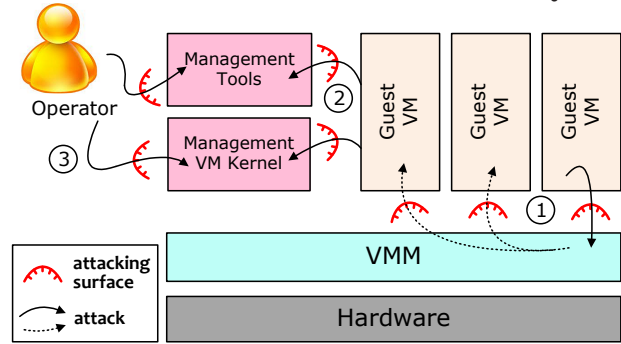 Management
Tools
Operator
Management
VM Kernel
Guest
VM
Guest
VM
Guest
VM
2
3
1
VMM
Hardware
attacking
surface
attack